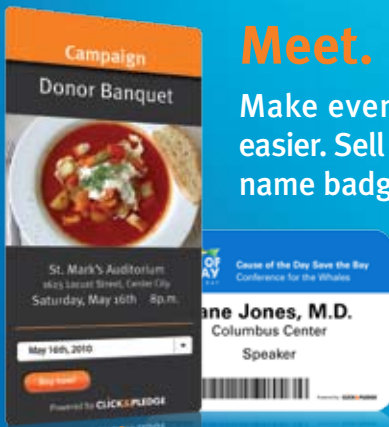 Campaign
Donor Banquet
St. Mark's Auditorium
1625 Locust Street, Center City
Saturday, May 16th 8p.m.
May 16th, 2010
Buy Now!
Powered by CLICK&PLEDGE
Meet.
Make even
easier. Sell
name badg
OF
AY
Cause of the Day Save the Bay
Conference for the Whales
ane Jones, M.D.
Columbus Center
Speaker